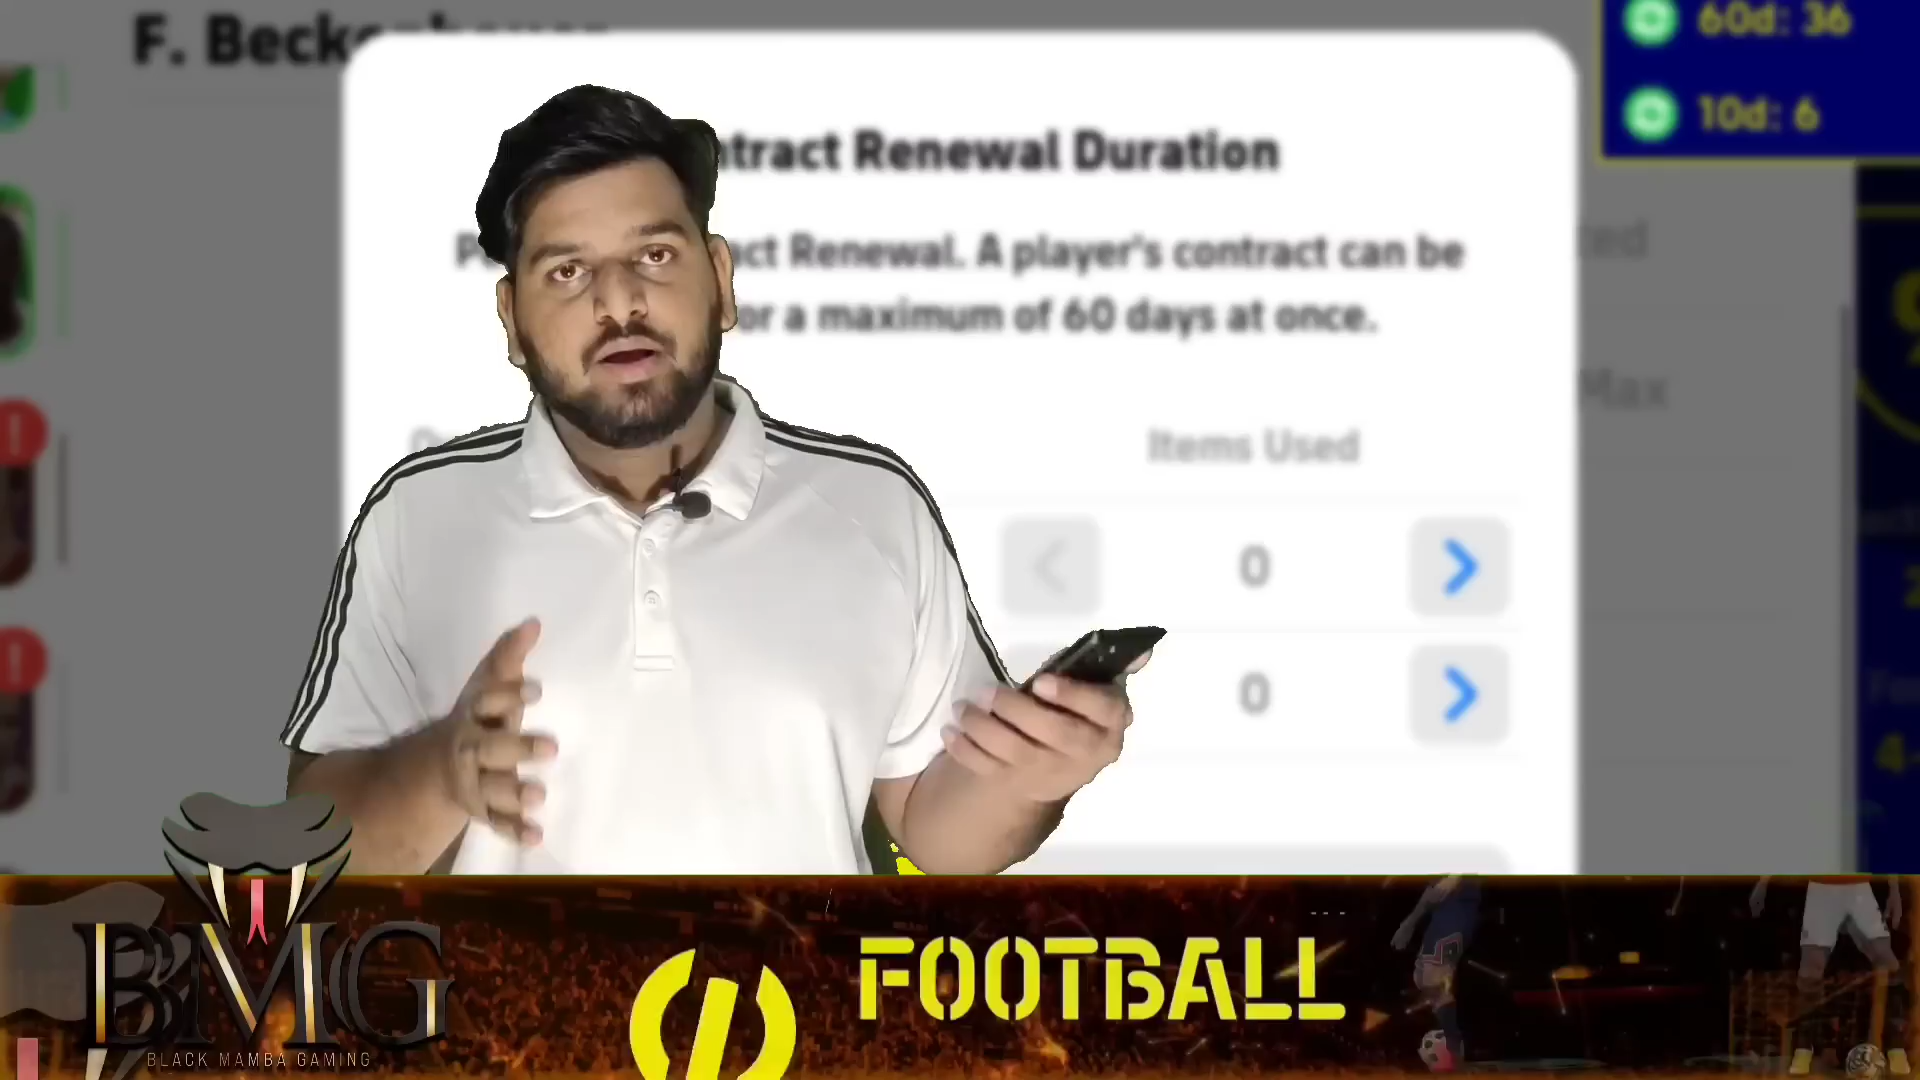 F. Beck
60d: 36
10d: 6
ntract Renewal Duration
ct Renewal. A player's contract can be
or a maximum of 60 days at once.
Max
Items Used
0
0
BMG
BLACK MAMBA GAMING
FOOTBALL